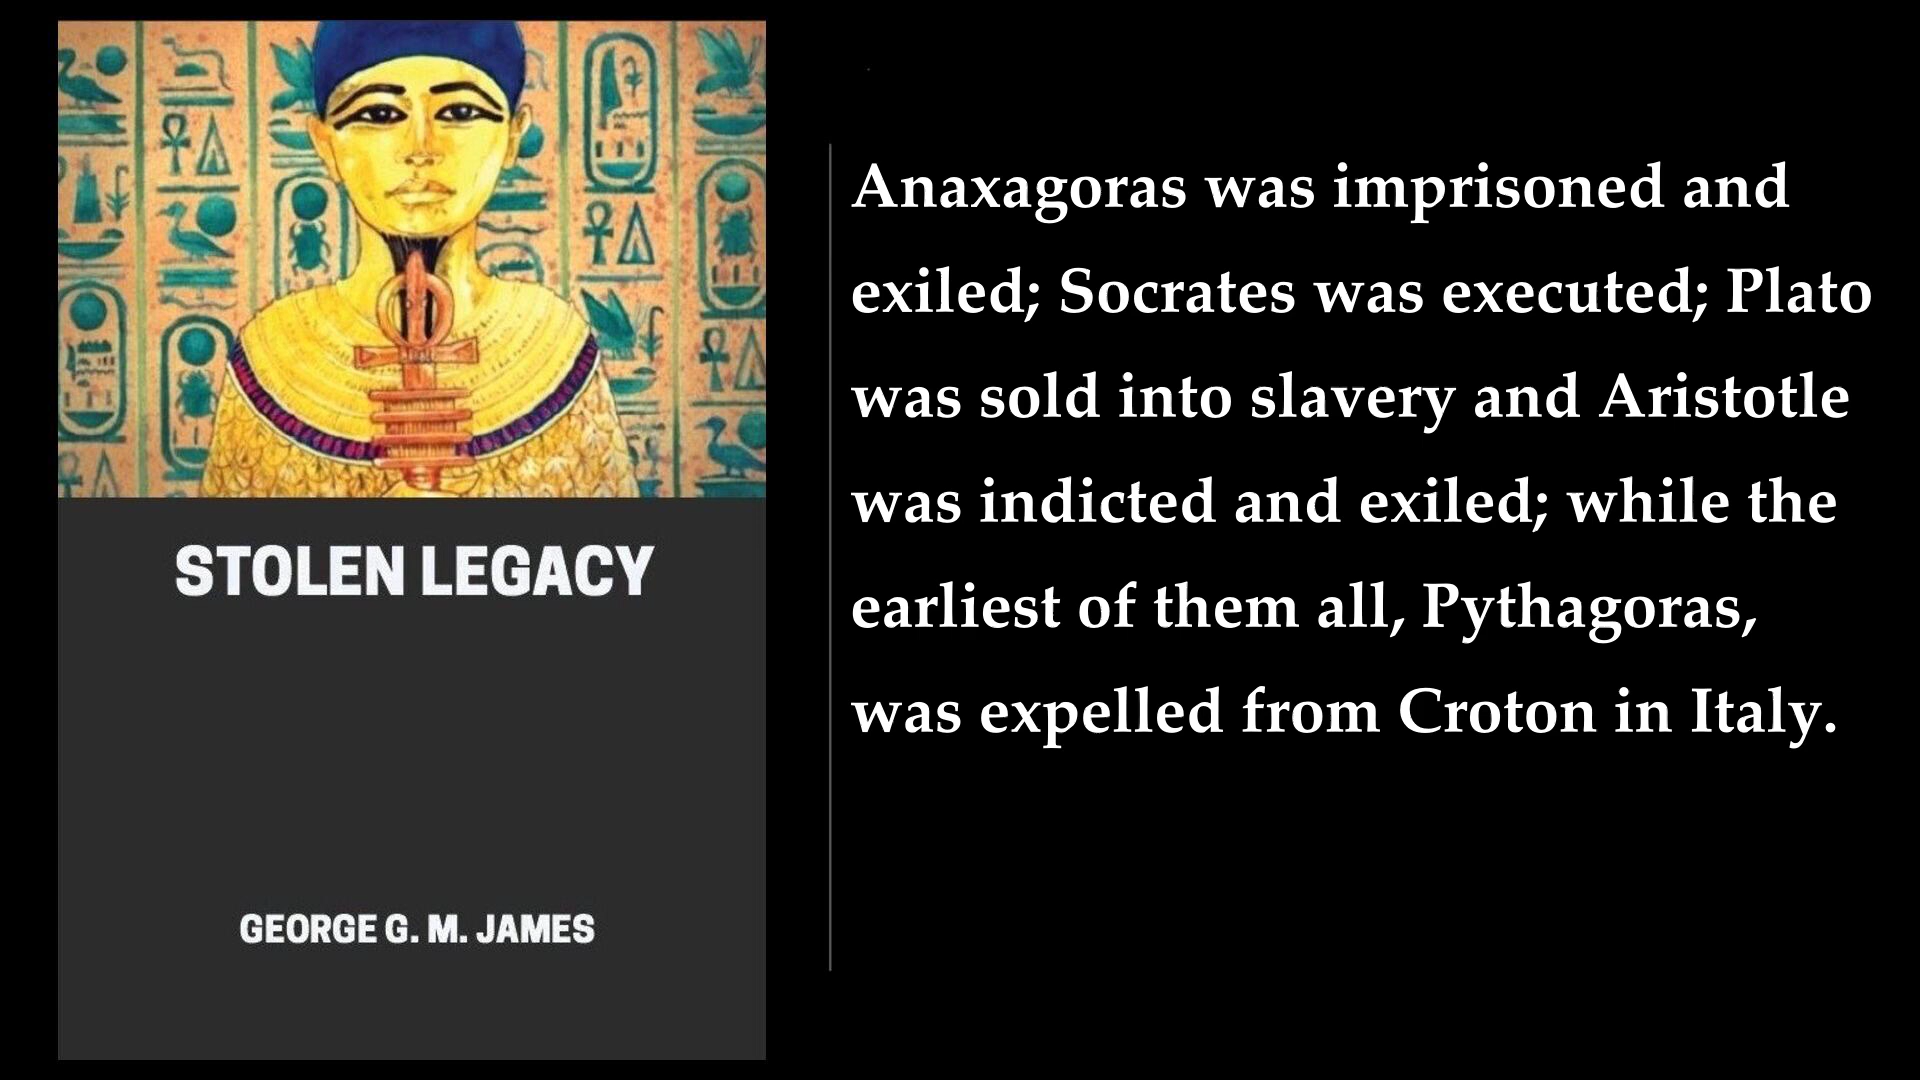 STOLEN LEGACY
GEORGE G. M. JAMES
Anaxagoras was imprisoned and
exiled; Socrates was executed; Plato
was sold into slavery and Aristotle
was indicted and exiled; while the
earliest of them all, Pythagoras,
was expelled from Croton in Italy.